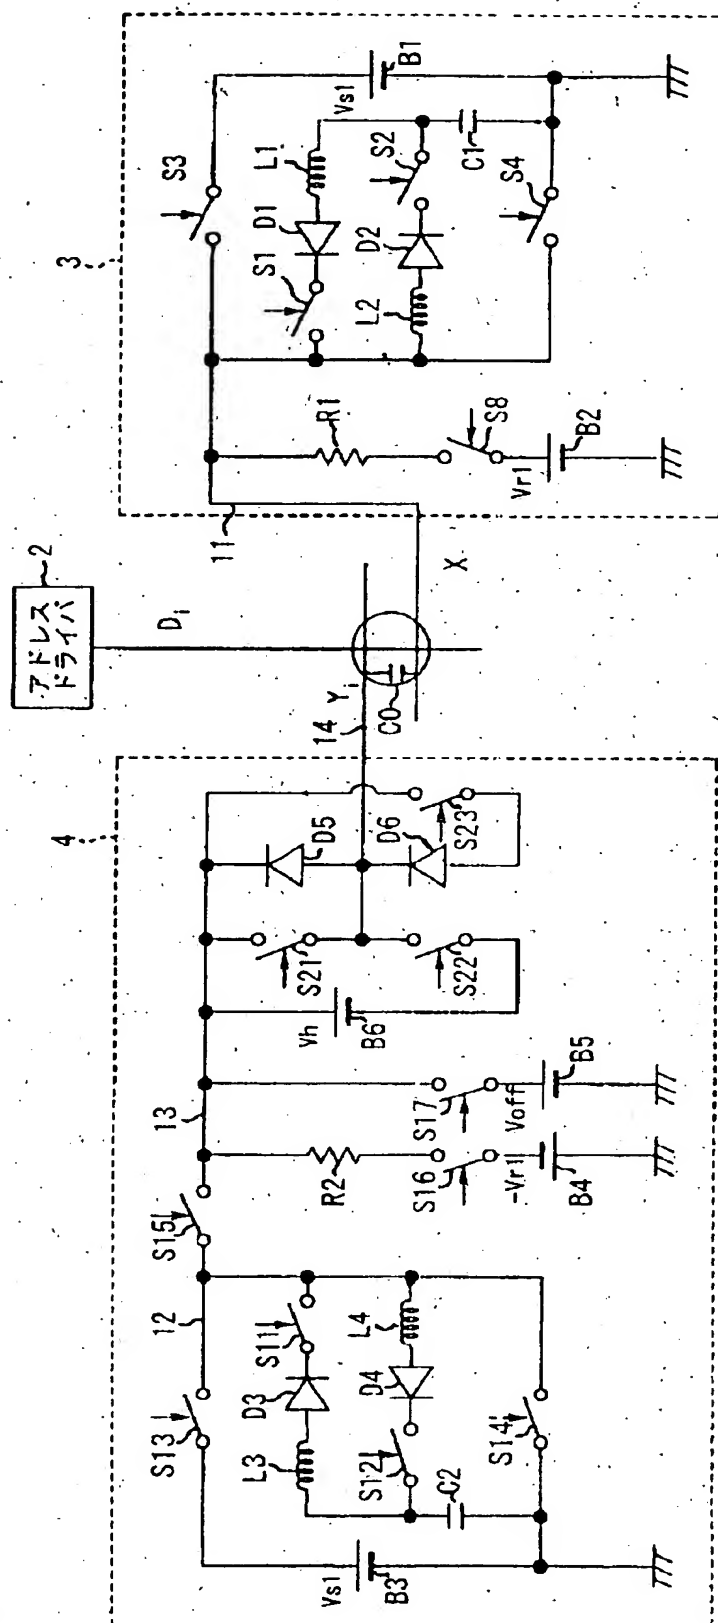 アドレス
ドライバ
2
Di
3
S3
B1
Vs1
L1
D1
S1
S2
C1
D2
L2
S4
R1
S8
Vr1
B2
11
X
Yi
C0
14
4
D5
D6
S23
S21
S22
Vh
B6
13
S17
Voff
B5
R2
S16
-Vr1
B4
S15
12
S13
S11
D3
L3
L4
D4
S12
C2
S14
Vs1
B3